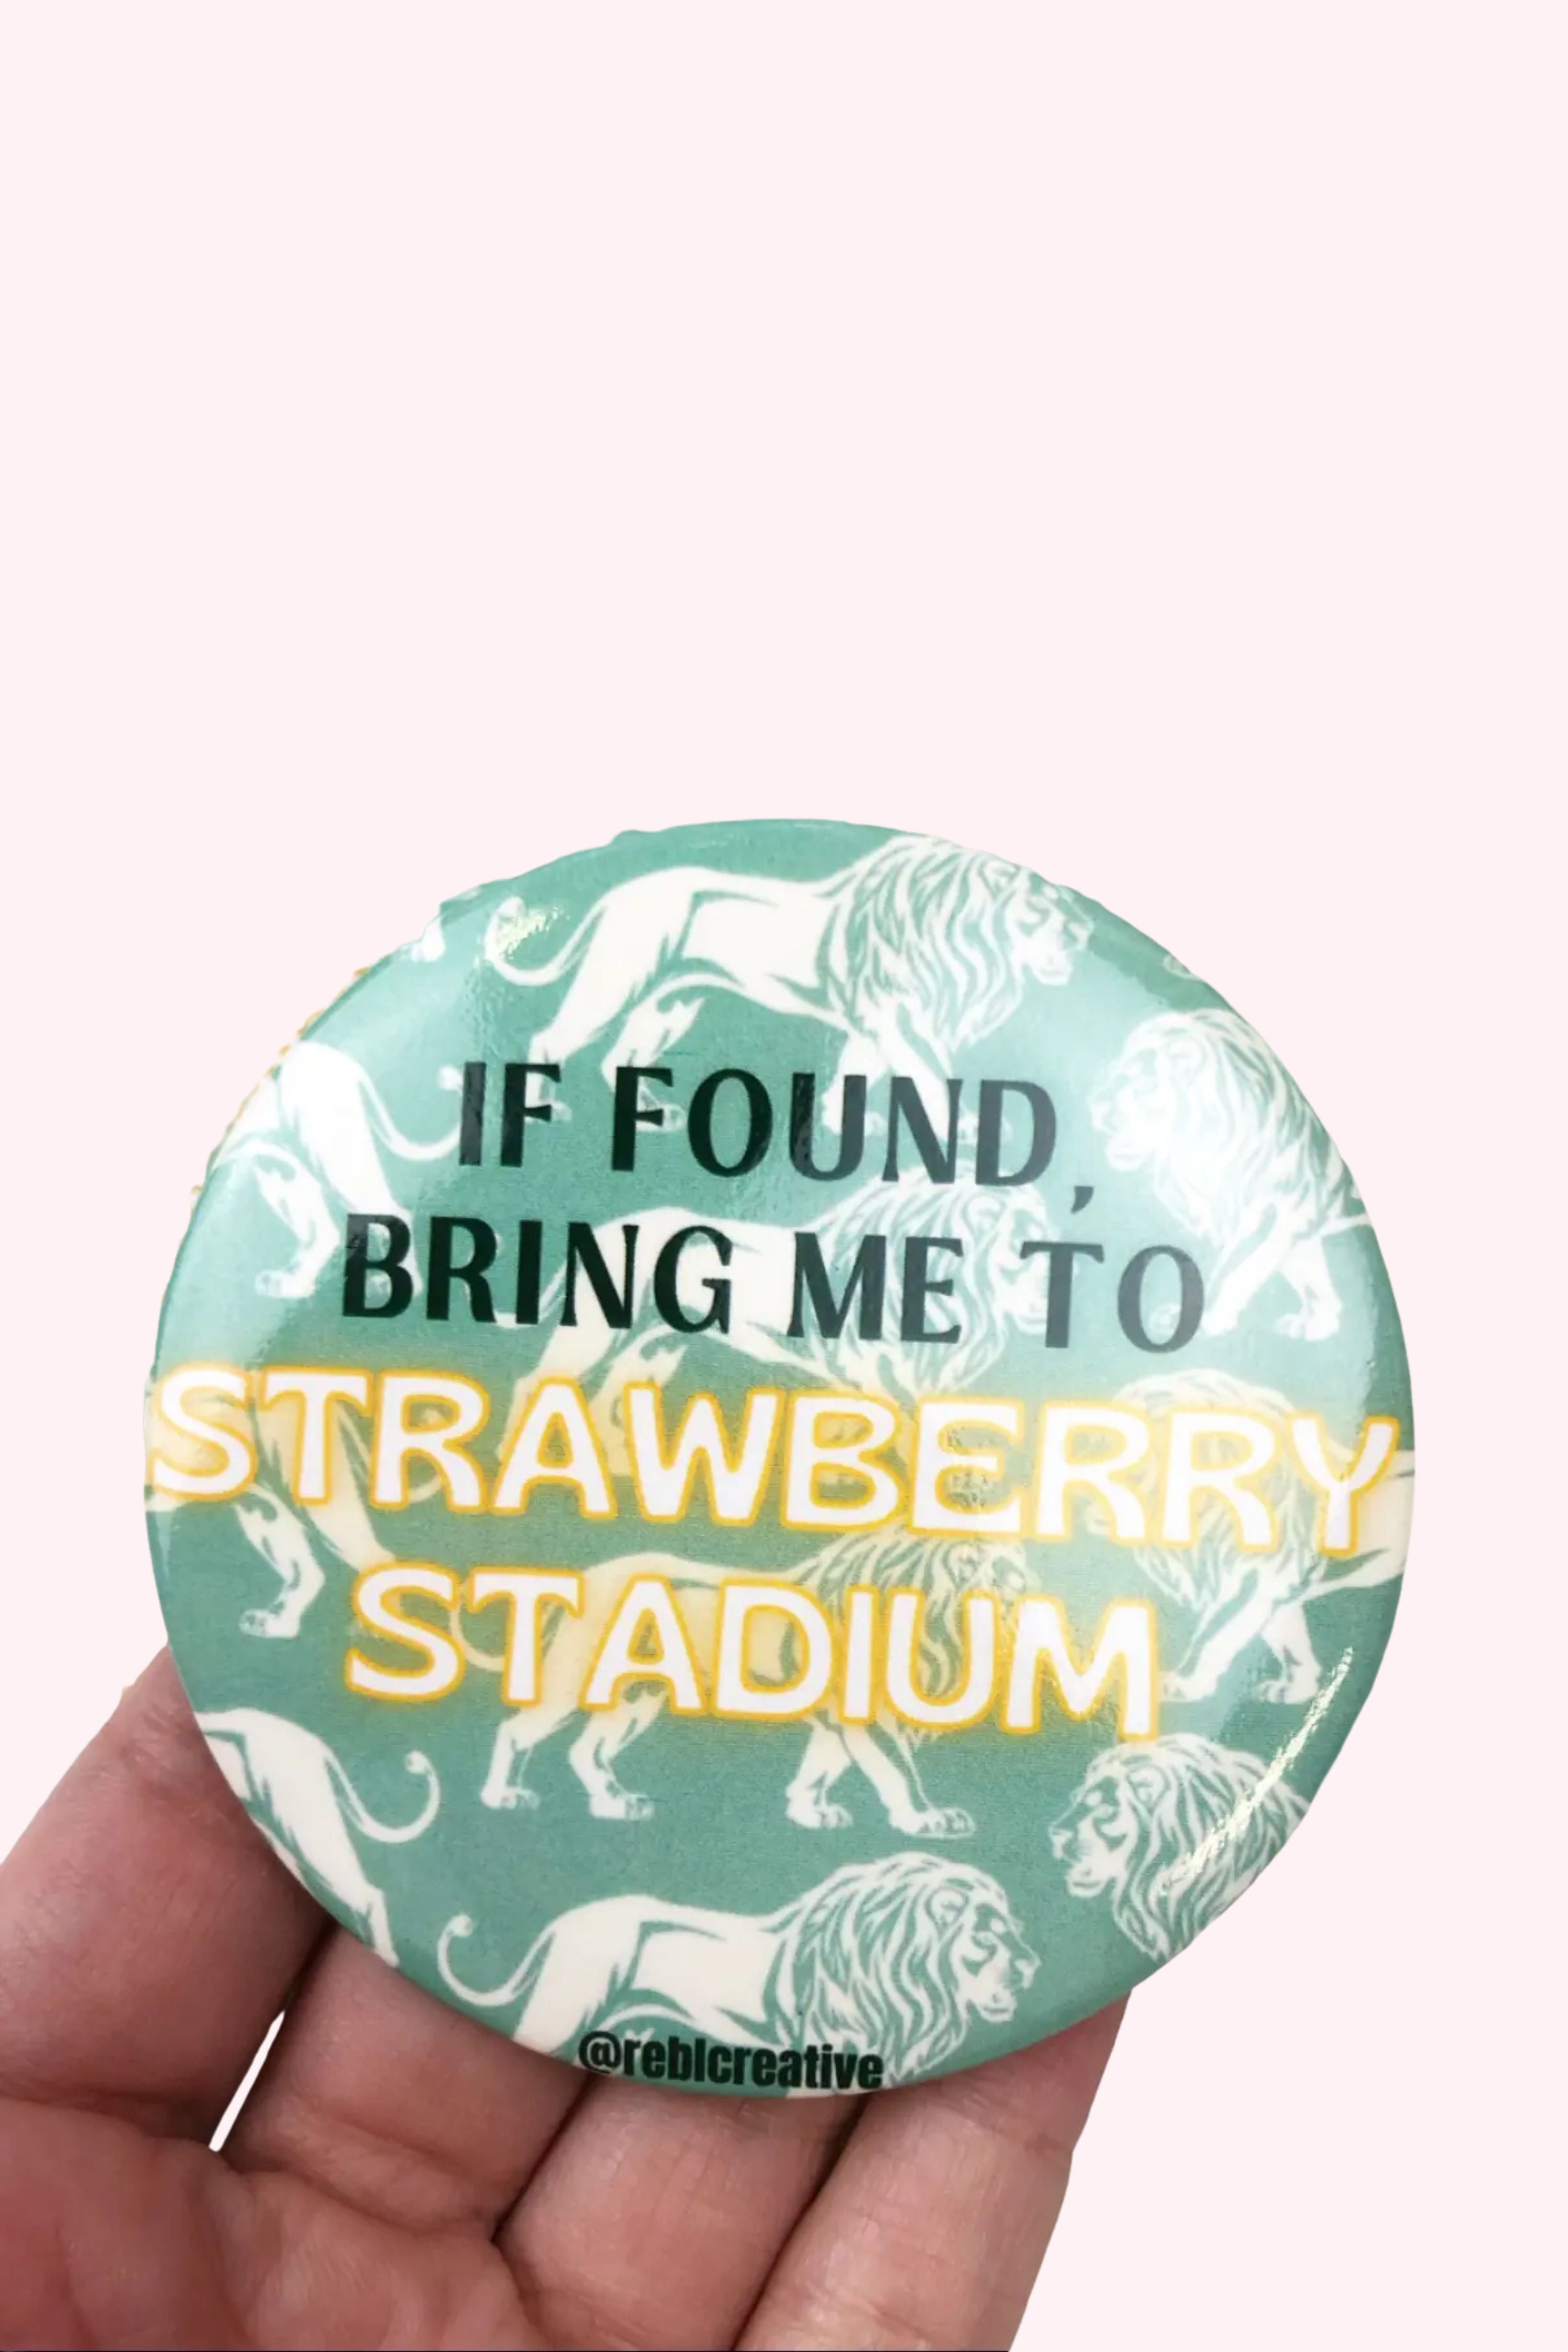 IF FOUND,
BRING ME TO
STRAWBERRY
STADIUM
@reblcreative